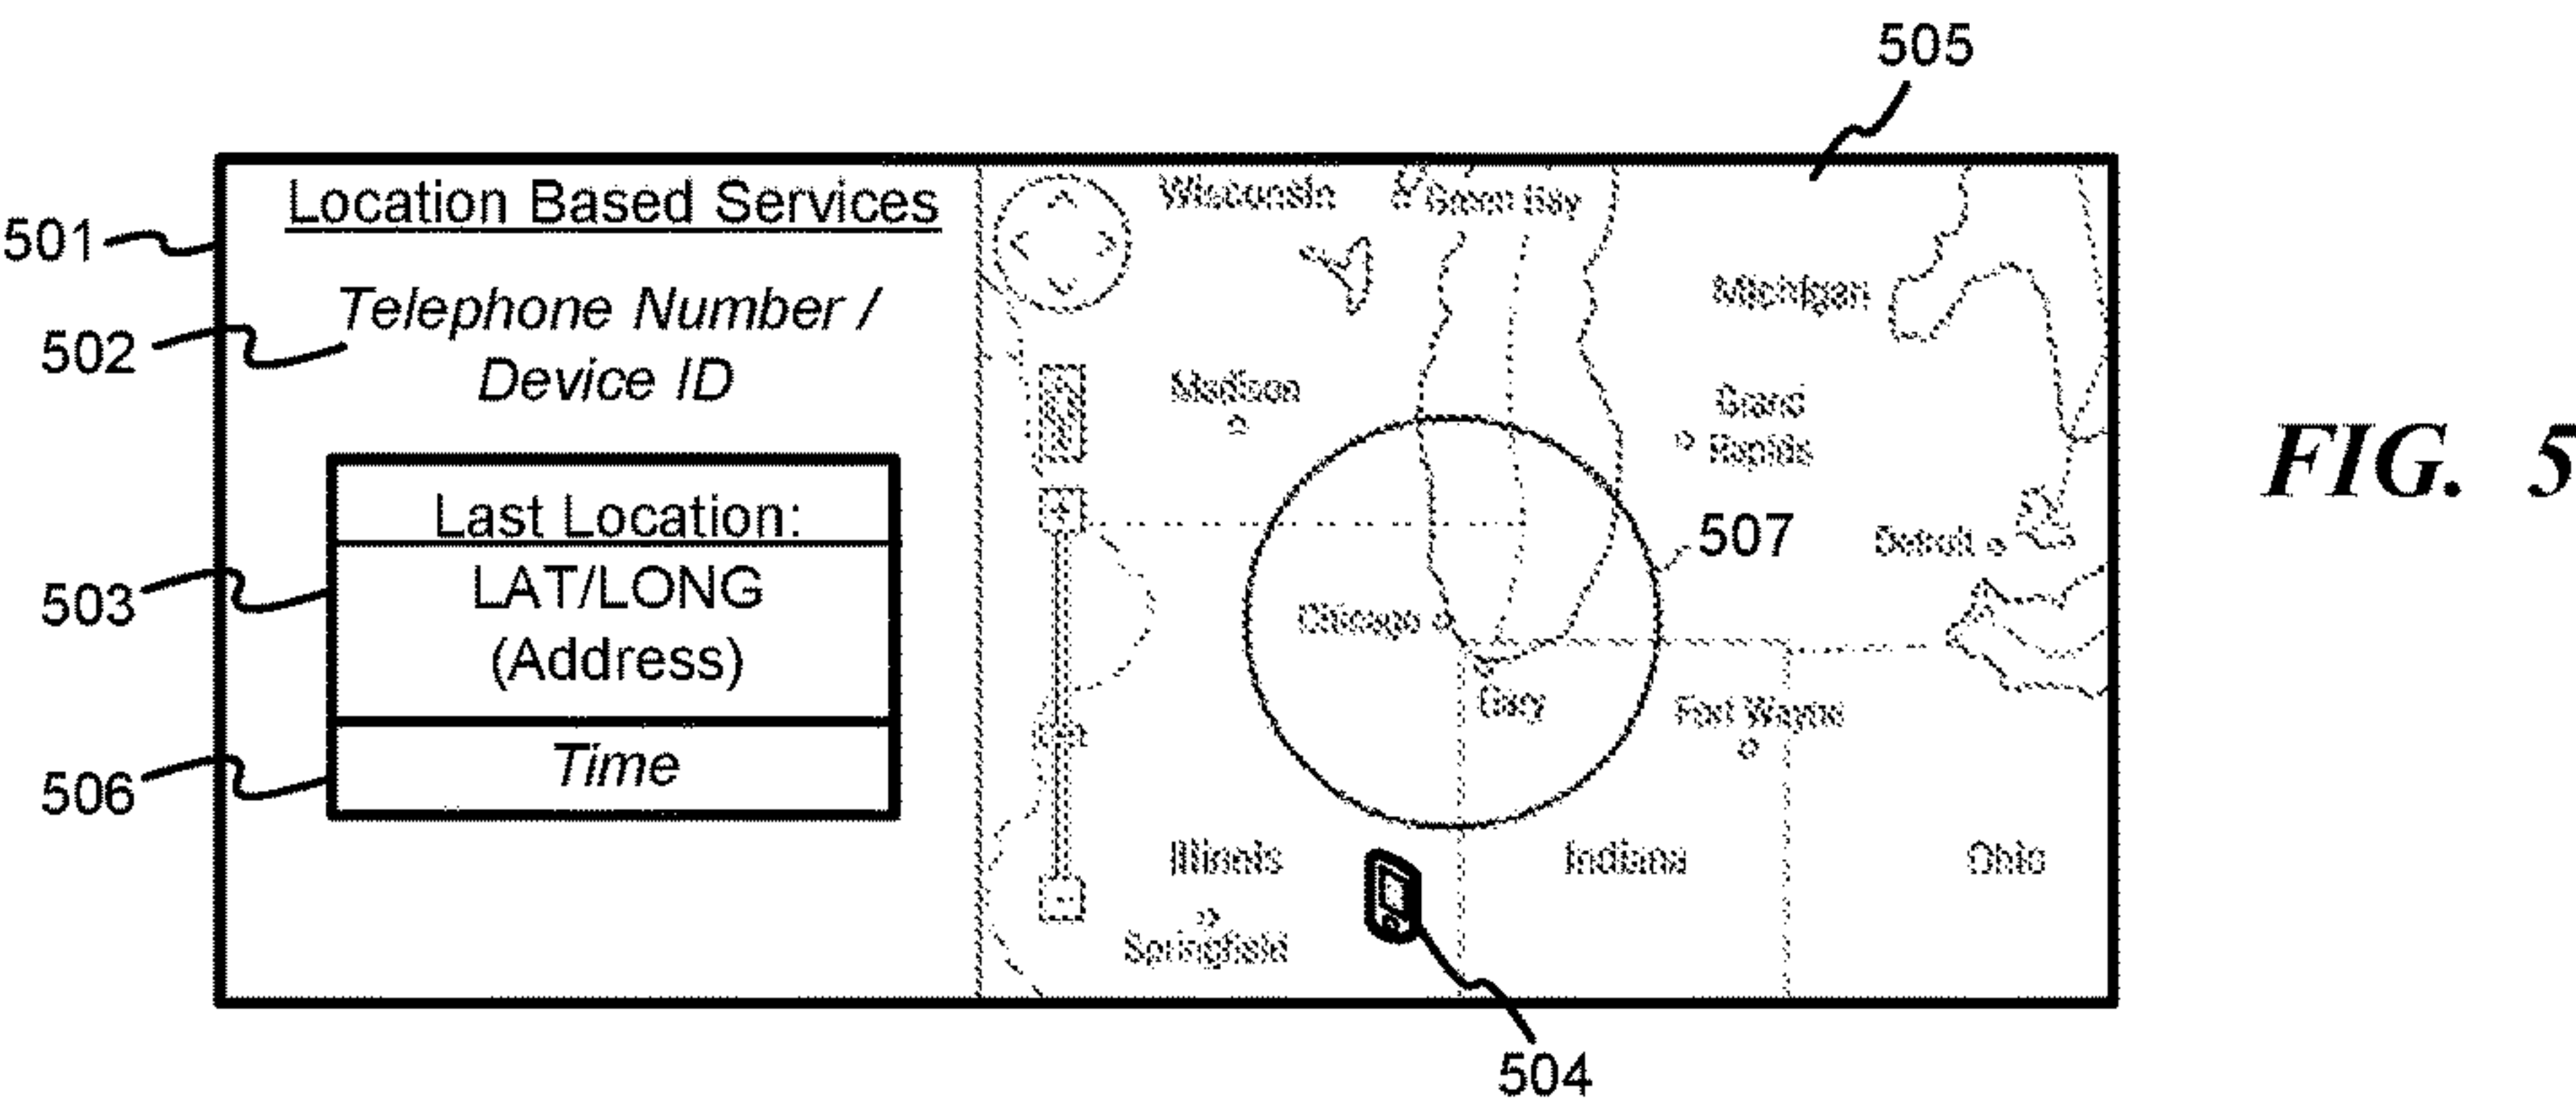 505
Location Based Services
501
Telephone Number /
Device ID
502
Last Location:
LAT/LONG
(Address)
503
Time
506
Wisconsin
Green Bay
Michigan
Madison
Grand
Rapids
507
Detroit
Chicago
Gary
Fort Wayne
Illinois
Indiana
Ohio
Springfield
504
FIG. 5